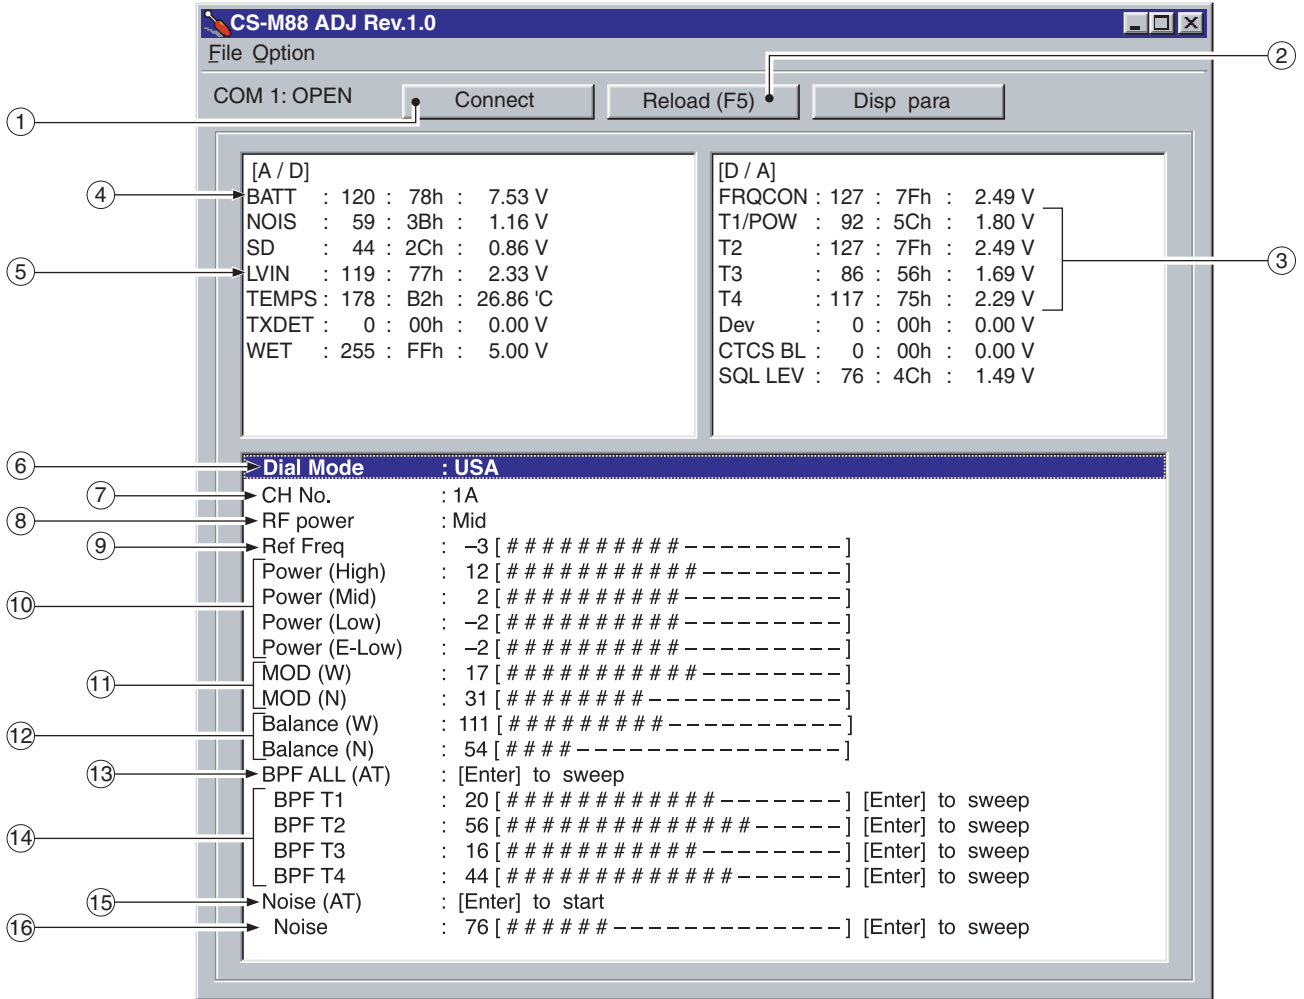 CS-M88 ADJ Rev.1.0
File Option
COM 1: OPEN Connect Reload (F5) Disp para
1
2
3
4
5
6
7
8
9
10
11
12
13
14
15
16
[A / D]
BATT : 120 : 78h : 7.53 V
NOIS : 59 : 3Bh : 1.16 V
SD : 44 : 2Ch : 0.86 V
LVIN : 119 : 77h : 2.33 V
TEMPS : 178 : B2h : 26.86 'C
TXDET : 0 : 00h : 0.00 V
WET : 255 : FFh : 5.00 V
[D / A]
FRQCON : 127 : 7Fh : 2.49 V
T1/POW : 92 : 5Ch : 1.80 V
T2 : 127 : 7Fh : 2.49 V
T3 : 86 : 56h : 1.69 V
T4 : 117 : 75h : 2.29 V
Dev : 0 : 00h : 0.00 V
CTCS BL : 0 : 00h : 0.00 V
SQL LEV : 76 : 4Ch : 1.49 V
Dial Mode : USA
CH No. : 1A
RF power : Mid
Ref Freq : –3 [ # # # # # # # # # # – – – – – – – – – ]
Power (High) : 12 [ # # # # # # # # # # # – – – – – – – – ]
Power (Mid) : 2 [ # # # # # # # # # # – – – – – – – – – ]
Power (Low) : –2 [ # # # # # # # # # # – – – – – – – – – ]
Power (E-Low) : –2 [ # # # # # # # # # # – – – – – – – – – ]
MOD (W) : 17 [ # # # # # # # # # # # – – – – – – – – ]
MOD (N) : 31 [ # # # # # # # # – – – – – – – – – – – ]
Balance (W) : 111 [ # # # # # # # # # – – – – – – – – – – ]
Balance (N) : 54 [ # # # # – – – – – – – – – – – – – – – ]
BPF ALL (AT) : [Enter] to sweep
BPF T1 : 20 [ # # # # # # # # # # # # – – – – – – – ] [Enter] to sweep
BPF T2 : 56 [ # # # # # # # # # # # # # # – – – – – ] [Enter] to sweep
BPF T3 : 16 [ # # # # # # # # # # # – – – – – – – – ] [Enter] to sweep
BPF T4 : 44 [ # # # # # # # # # # # # # – – – – – – ] [Enter] to sweep
Noise (AT) : [Enter] to start
Noise : 76 [ # # # # # # – – – – – – – – – – – – – ] [Enter] to sweep